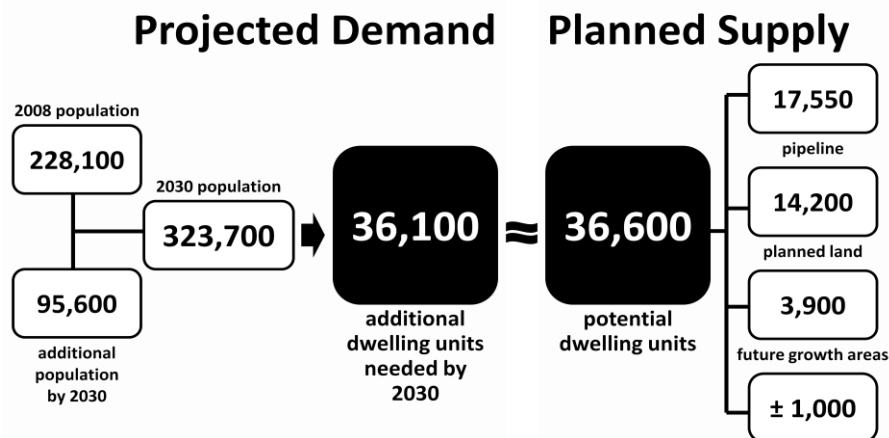 Projected Demand
Planned Supply
2008 population
228,100
2030 population
323,700
95,600
additional
population
by 2030
36,100
additional
dwelling units
needed by
2030
≈
36,600
potential
dwelling units
17,550
pipeline
14,200
planned land
3,900
future growth areas
± 1,000